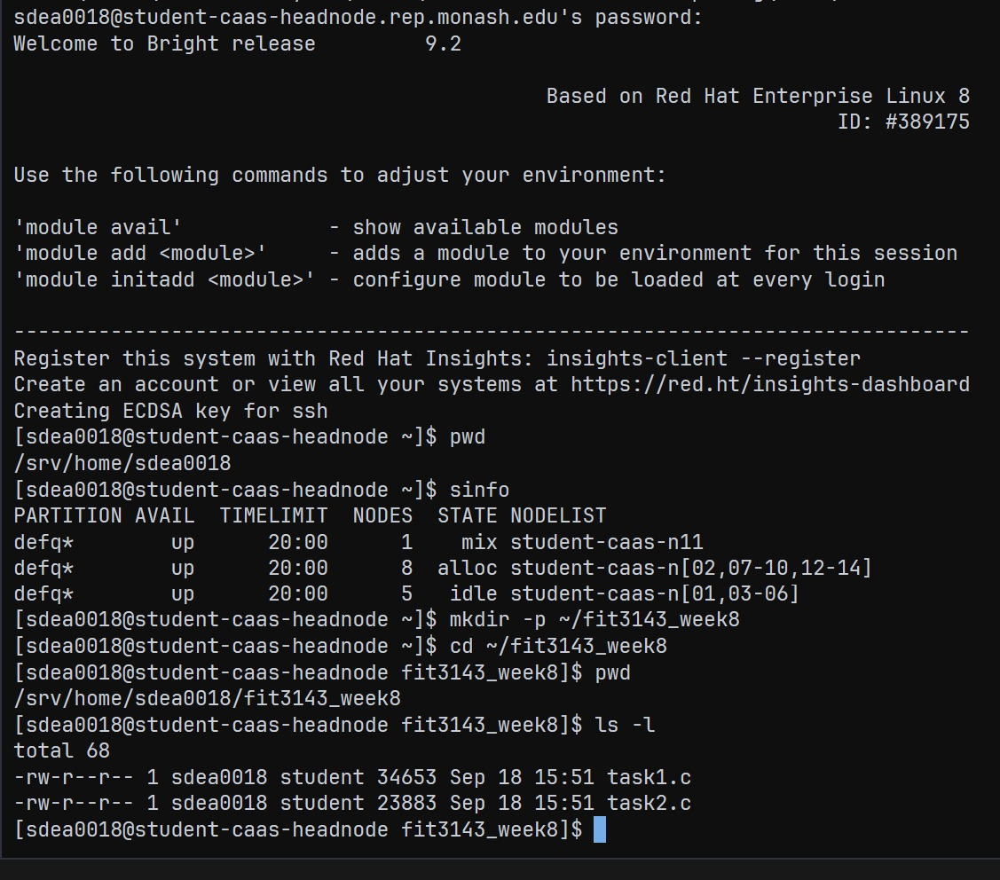 sdea0018@student-caas-headnode.rep.monash.edu's password:
Welcome to Bright release         9.2
Based on Red Hat Enterprise Linux 8
ID: #389175
Use the following commands to adjust your environment:
'module avail'            - show available modules
'module add <module>'     - adds a module to your environment for this session
'module initadd <module>' - configure module to be loaded at every login
-------------------------------------------------------------------------------
Register this system with Red Hat Insights: insights-client --register
Create an account or view all your systems at https://red.ht/insights-dashboard
Creating ECDSA key for ssh
[sdea0018@student-caas-headnode ~]$ pwd
/srv/home/sdea0018
[sdea0018@student-caas-headnode ~]$ sinfo
PARTITION AVAIL  TIMELIMIT  NODES  STATE NODELIST
defq*        up      20:00      1    mix student-caas-n11
defq*        up      20:00      8  alloc student-caas-n[02,07-10,12-14]
defq*        up      20:00      5   idle student-caas-n[01,03-06]
[sdea0018@student-caas-headnode ~]$ mkdir -p ~/fit3143_week8
[sdea0018@student-caas-headnode ~]$ cd ~/fit3143_week8
[sdea0018@student-caas-headnode fit3143_week8]$ pwd
/srv/home/sdea0018/fit3143_week8
[sdea0018@student-caas-headnode fit3143_week8]$ ls -l
total 68
-rw-r--r-- 1 sdea0018 student 34653 Sep 18 15:51 task1.c
-rw-r--r-- 1 sdea0018 student 23883 Sep 18 15:51 task2.c
[sdea0018@student-caas-headnode fit3143_week8]$